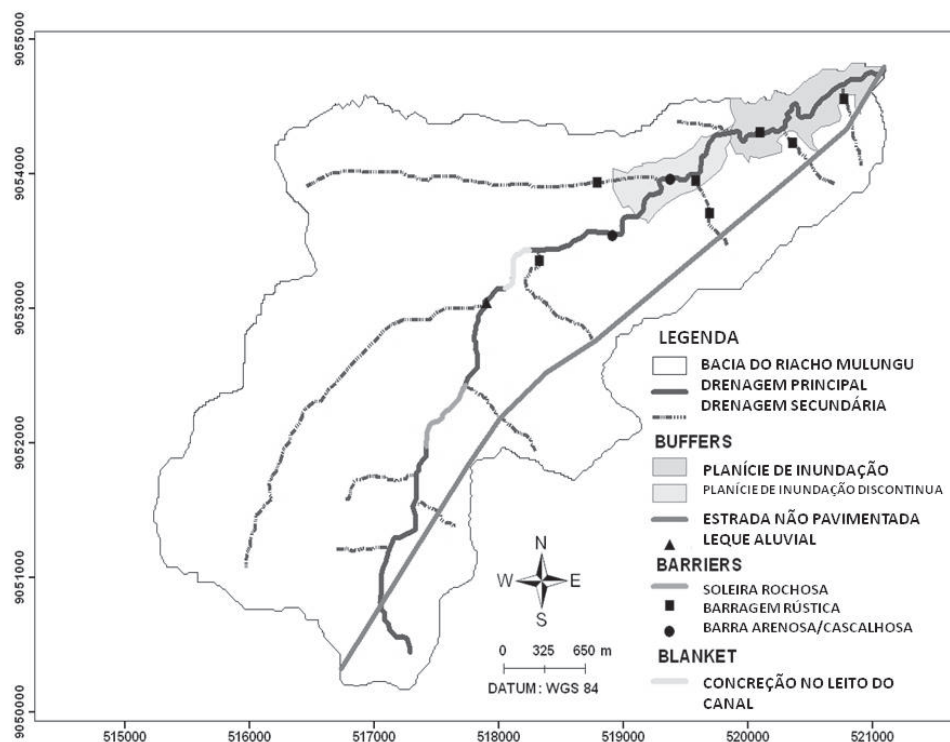 9055000
9054000
9053000
9052000
9051000
9050000
515000 516000 517000 518000 519000 520000 521000
N
W E
S
0 325 650 m
DATUM: WGS 84
LEGENDA
BACIA DO RIACHO MULUNGU
DRENAGEM PRINCIPAL
DRENAGEM SECUNDÁRIA
BUFFERS
PLANÍCIE DE INUNDAÇÃO
PLANÍCIE DE INUNDAÇÃO DISCONTINUA
ESTRADA NÃO PAVIMENTADA
LEQUE ALUVIAL
BARRIERS
SOLEIRA ROCHOSA
BARRAGEM RÚSTICA
BARRA ARENOSA/CASCALHOSA
BLANKET
CONCREÇÃO NO LEITO DO
CANAL